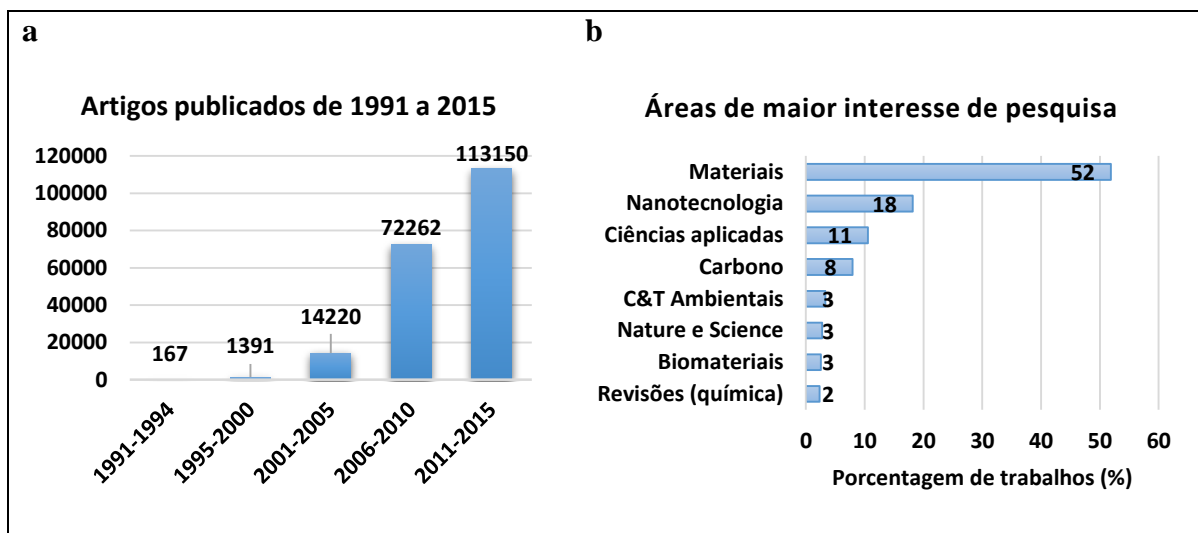 a
Artigos publicados de 1991 a 2015
120000
100000
80000
60000
40000
20000
0
167
1391
14220
72262
113150
1991-1994
1995-2000
2001-2005
2006-2010
2011-2015
b
Áreas de maior interesse de pesquisa
Materiais
52
Nanotecnologia
18
Ciências aplicadas
11
Carbono
8
C&T Ambientais
3
Nature e Science
3
Biomateriais
3
Revisões (química)
2
0 10 20 30 40 50 60
Porcentagem de trabalhos (%)